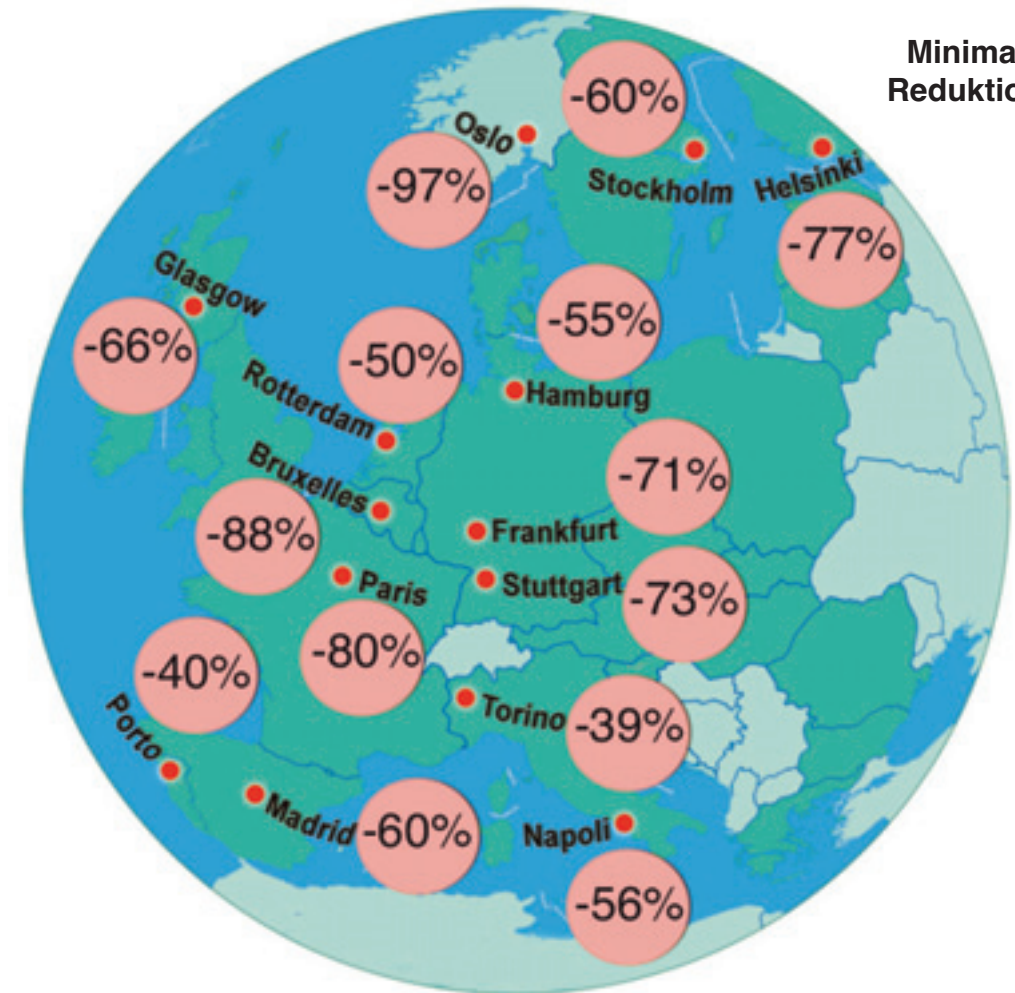 Minima
Reduktio
-60%
Oslo
-97%
Stockholm
Helsinki
-77%
Glasgow
-66%
-55%
-50%
Hamburg
Rotterdam
-71%
Bruxelles
-88%
Frankfurt
Paris
Stuttgart
-73%
-80%
-40%
Porto
Torino
-39%
Madrid
-60%
Napoli
-56%